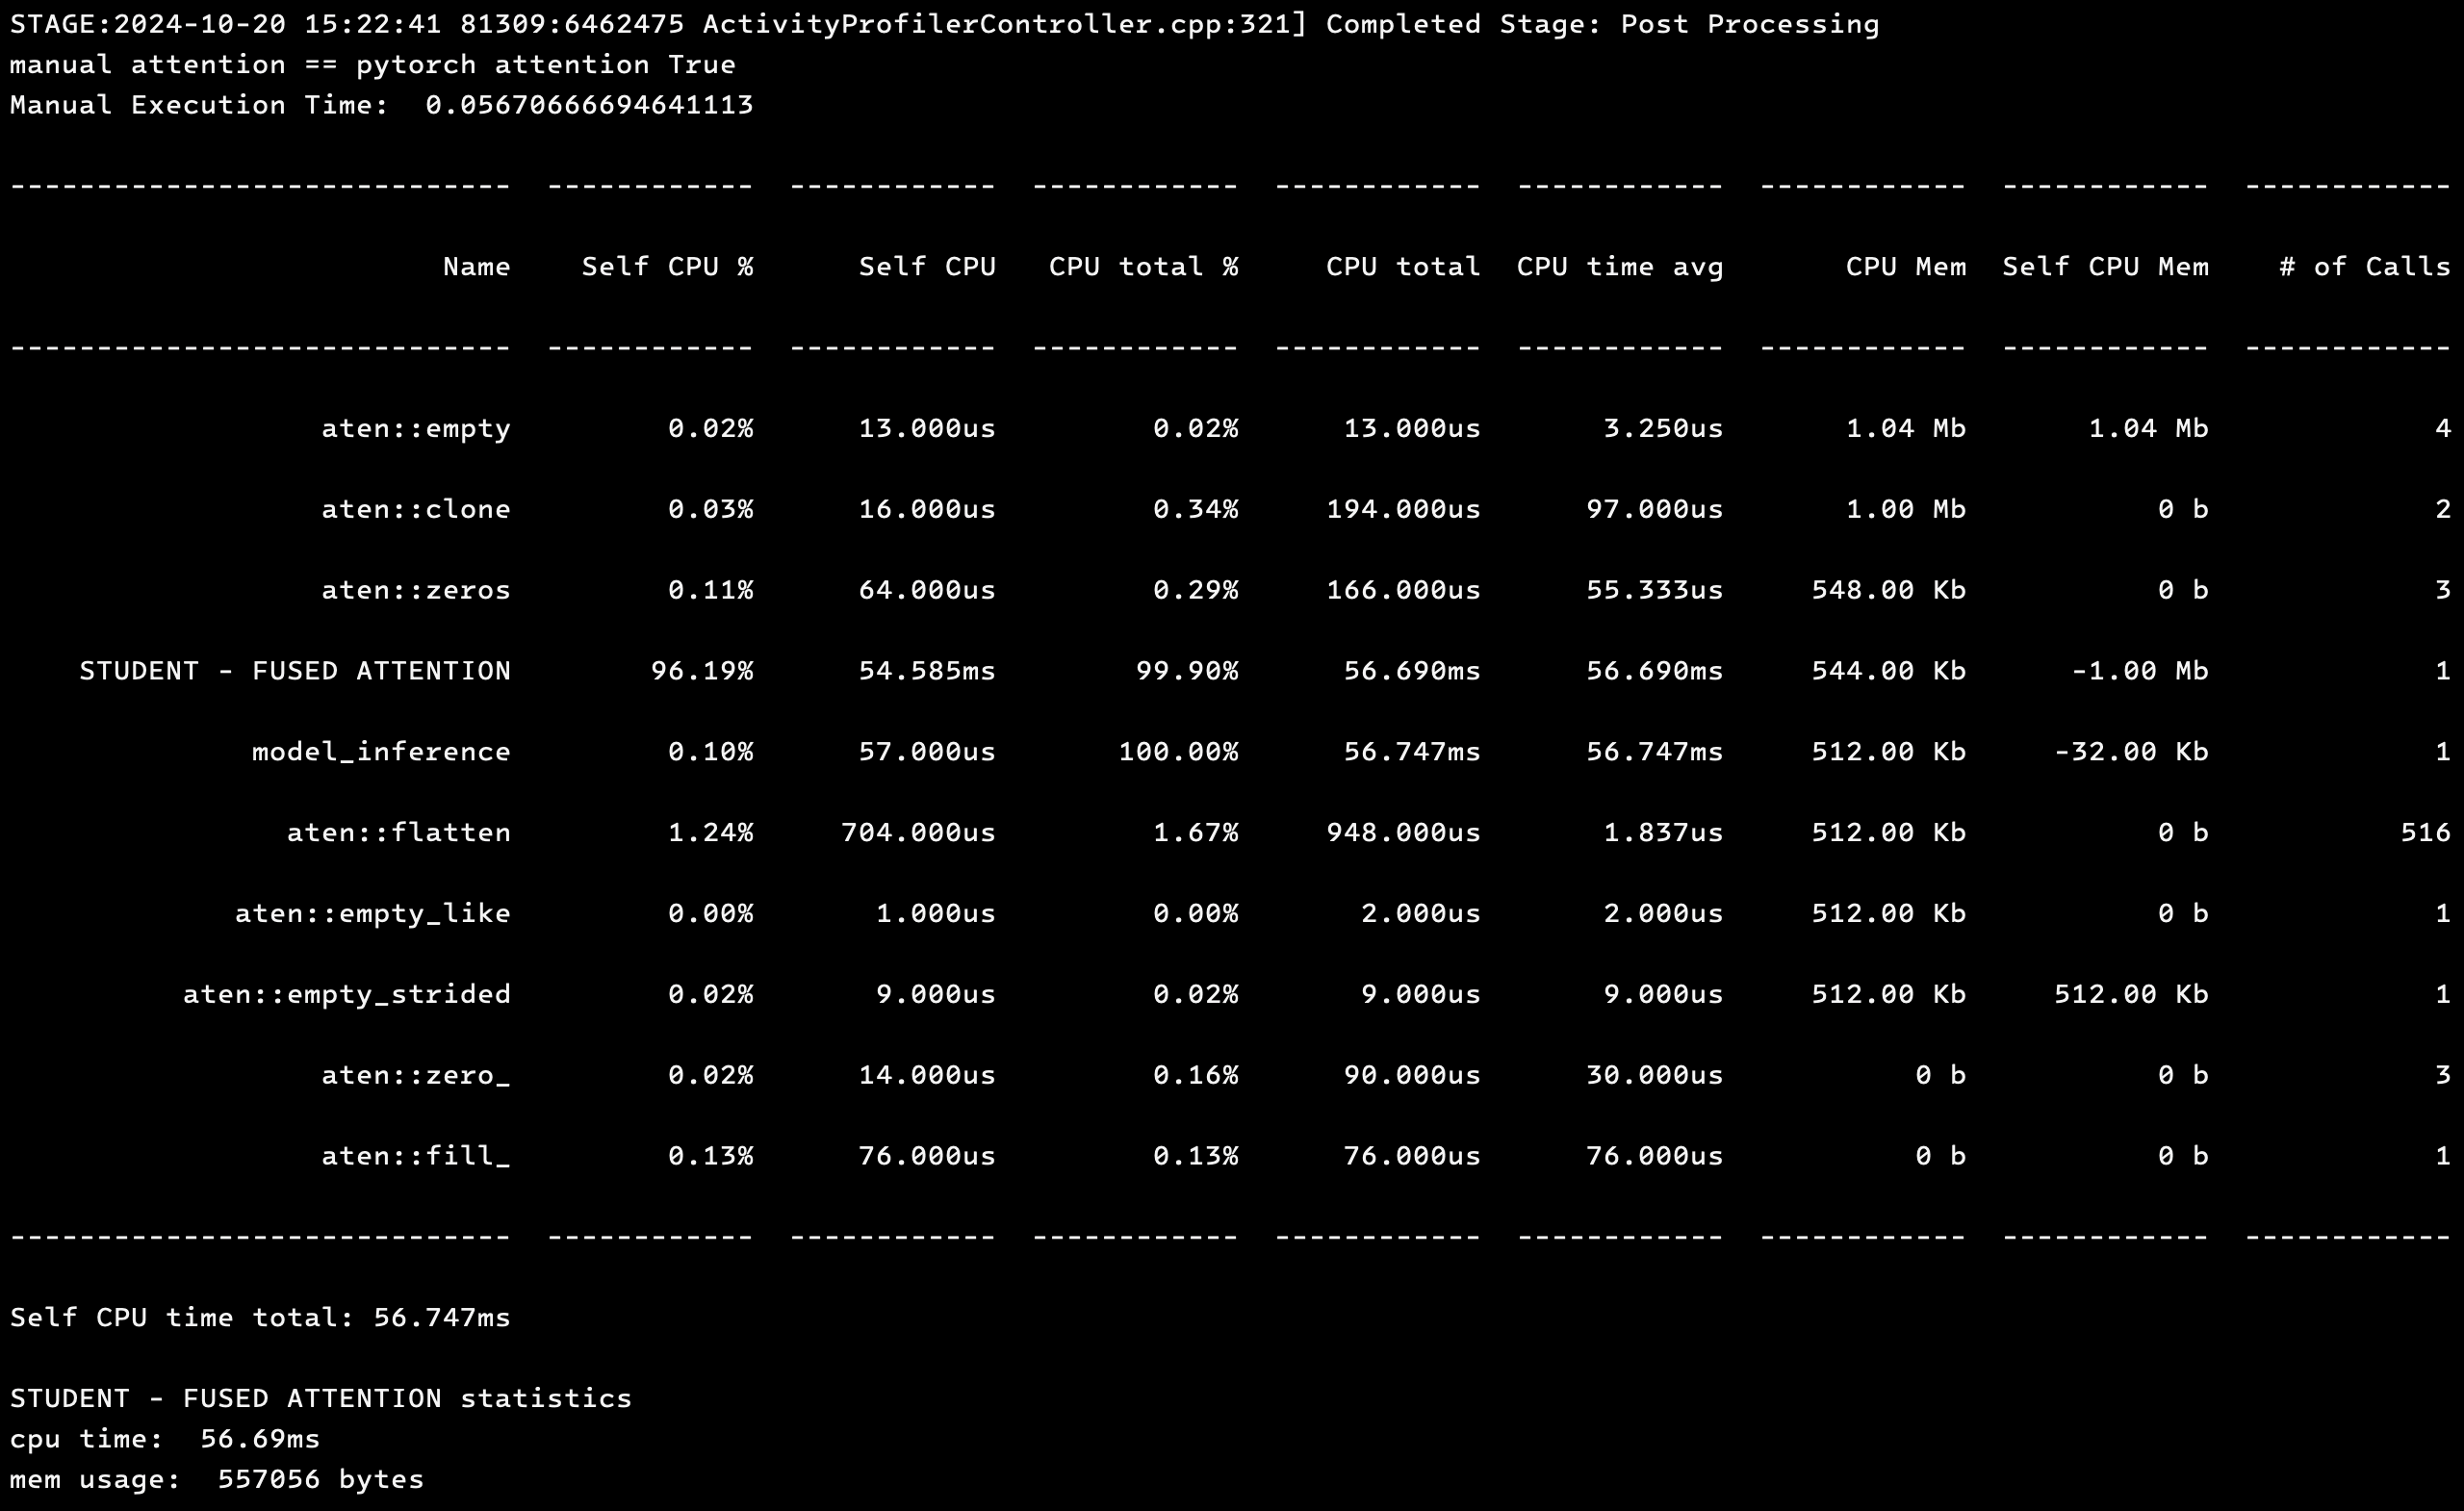 STAGE:2024-10-20 15:22:41 81309:6462475 ActivityProfilerController.cpp:321] Completed Stage: Post Processing
manual attention == pytorch attention True
Manual Execution Time:  0.05670666694641113
-----------------------------  ------------  ------------  ------------  ------------  ------------  ------------  ------------  ------------
Name    Self CPU %      Self CPU   CPU total %     CPU total  CPU time avg       CPU Mem  Self CPU Mem    # of Calls
-----------------------------  ------------  ------------  ------------  ------------  ------------  ------------  ------------  ------------
aten::empty         0.02%      13.000us         0.02%      13.000us       3.250us       1.04 Mb       1.04 Mb             4
aten::clone         0.03%      16.000us         0.34%     194.000us      97.000us       1.00 Mb           0 b             2
aten::zeros         0.11%      64.000us         0.29%     166.000us      55.333us     548.00 Kb           0 b             3
STUDENT - FUSED ATTENTION        96.19%      54.585ms        99.90%      56.690ms      56.690ms     544.00 Kb      -1.00 Mb             1
model_inference         0.10%      57.000us       100.00%      56.747ms      56.747ms     512.00 Kb     -32.00 Kb             1
aten::flatten         1.24%     704.000us         1.67%     948.000us       1.837us     512.00 Kb           0 b           516
aten::empty_like         0.00%       1.000us         0.00%       2.000us       2.000us     512.00 Kb           0 b             1
aten::empty_strided         0.02%       9.000us         0.02%       9.000us       9.000us     512.00 Kb     512.00 Kb             1
aten::zero_         0.02%      14.000us         0.16%      90.000us      30.000us           0 b           0 b             3
aten::fill_         0.13%      76.000us         0.13%      76.000us      76.000us           0 b           0 b             1
-----------------------------  ------------  ------------  ------------  ------------  ------------  ------------  ------------  ------------
Self CPU time total: 56.747ms
STUDENT - FUSED ATTENTION statistics
cpu time:  56.69ms
mem usage:  557056 bytes